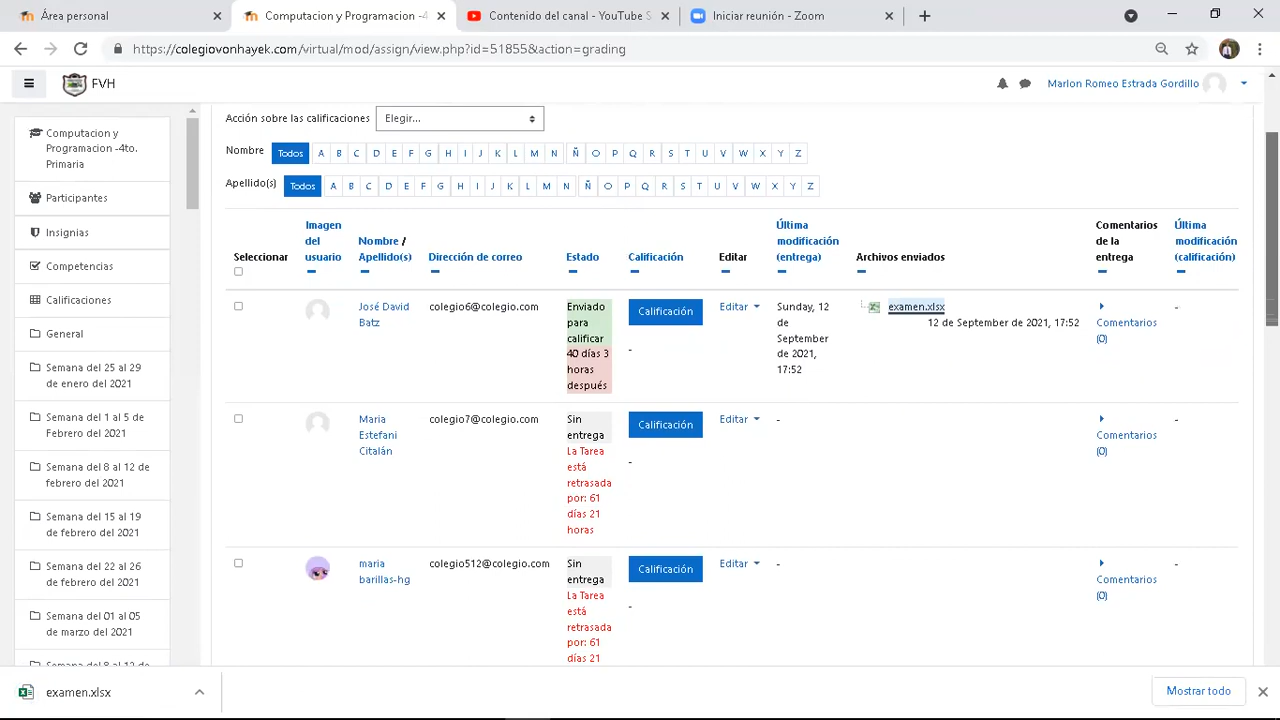 Área personal
Computacion y Programacion -4
Contenido del canal - YouTube S
Iniciar reunión - Zoom
https://colegiovonhayek.com/virtual/mod/assign/view.php?id=51855&action=grading
FVH
Marlon Romeo Estrada Gordillo
Computacion y
Programacion -4to.
Primaria
Participantes
Insignias
Competencias
Calificaciones
General
Semana del 25 al 29
de enero del 2021
Semana del 1 al 5 de
Febrero del 2021
Semana del 8 al 12 de
febrero del 2021
Semana del 15 al 19
de febrero del 2021
Semana del 22 al 26
de febrero del 2021
Semana del 01 al 05
de marzo del 2021
Semana del 8 al 12 de
Acción sobre las calificaciones Elegir...
Nombre Todos A B C D E F G H I J K L M N Ñ O P Q R S T U V W X Y Z
Apellido(s) Todos A B C D E F G H I J K L M N Ñ O P Q R S T U V W X Y Z
Seleccionar
Imagen
del
usuario
Nombre /
Apellido(s)
Dirección de correo
Estado
Calificación
Editar
Última
modificación
(entrega)
Archivos enviados
Comentarios
de la
entrega
Última
modificación
(calificación)
José David
Batz
colegio6@colegio.com
Enviado
para
calificar
40 días 3
horas
después
Calificación
-
Editar
Sunday, 12
de
September
de 2021,
17:52
examen.xlsx
12 de September de 2021, 17:52
Comentarios
(0)
-
Maria
Estefani
Citalán
colegio7@colegio.com
Sin
entrega
La Tarea
está
retrasada
por: 61
días 21
horas
Calificación
-
Editar
-
Comentarios
(0)
-
maria
barillas-hg
colegio512@colegio.com
Sin
entrega
La Tarea
está
retrasada
por: 61
días 21
Calificación
-
Editar
-
Comentarios
(0)
-
examen.xlsx
Mostrar todo